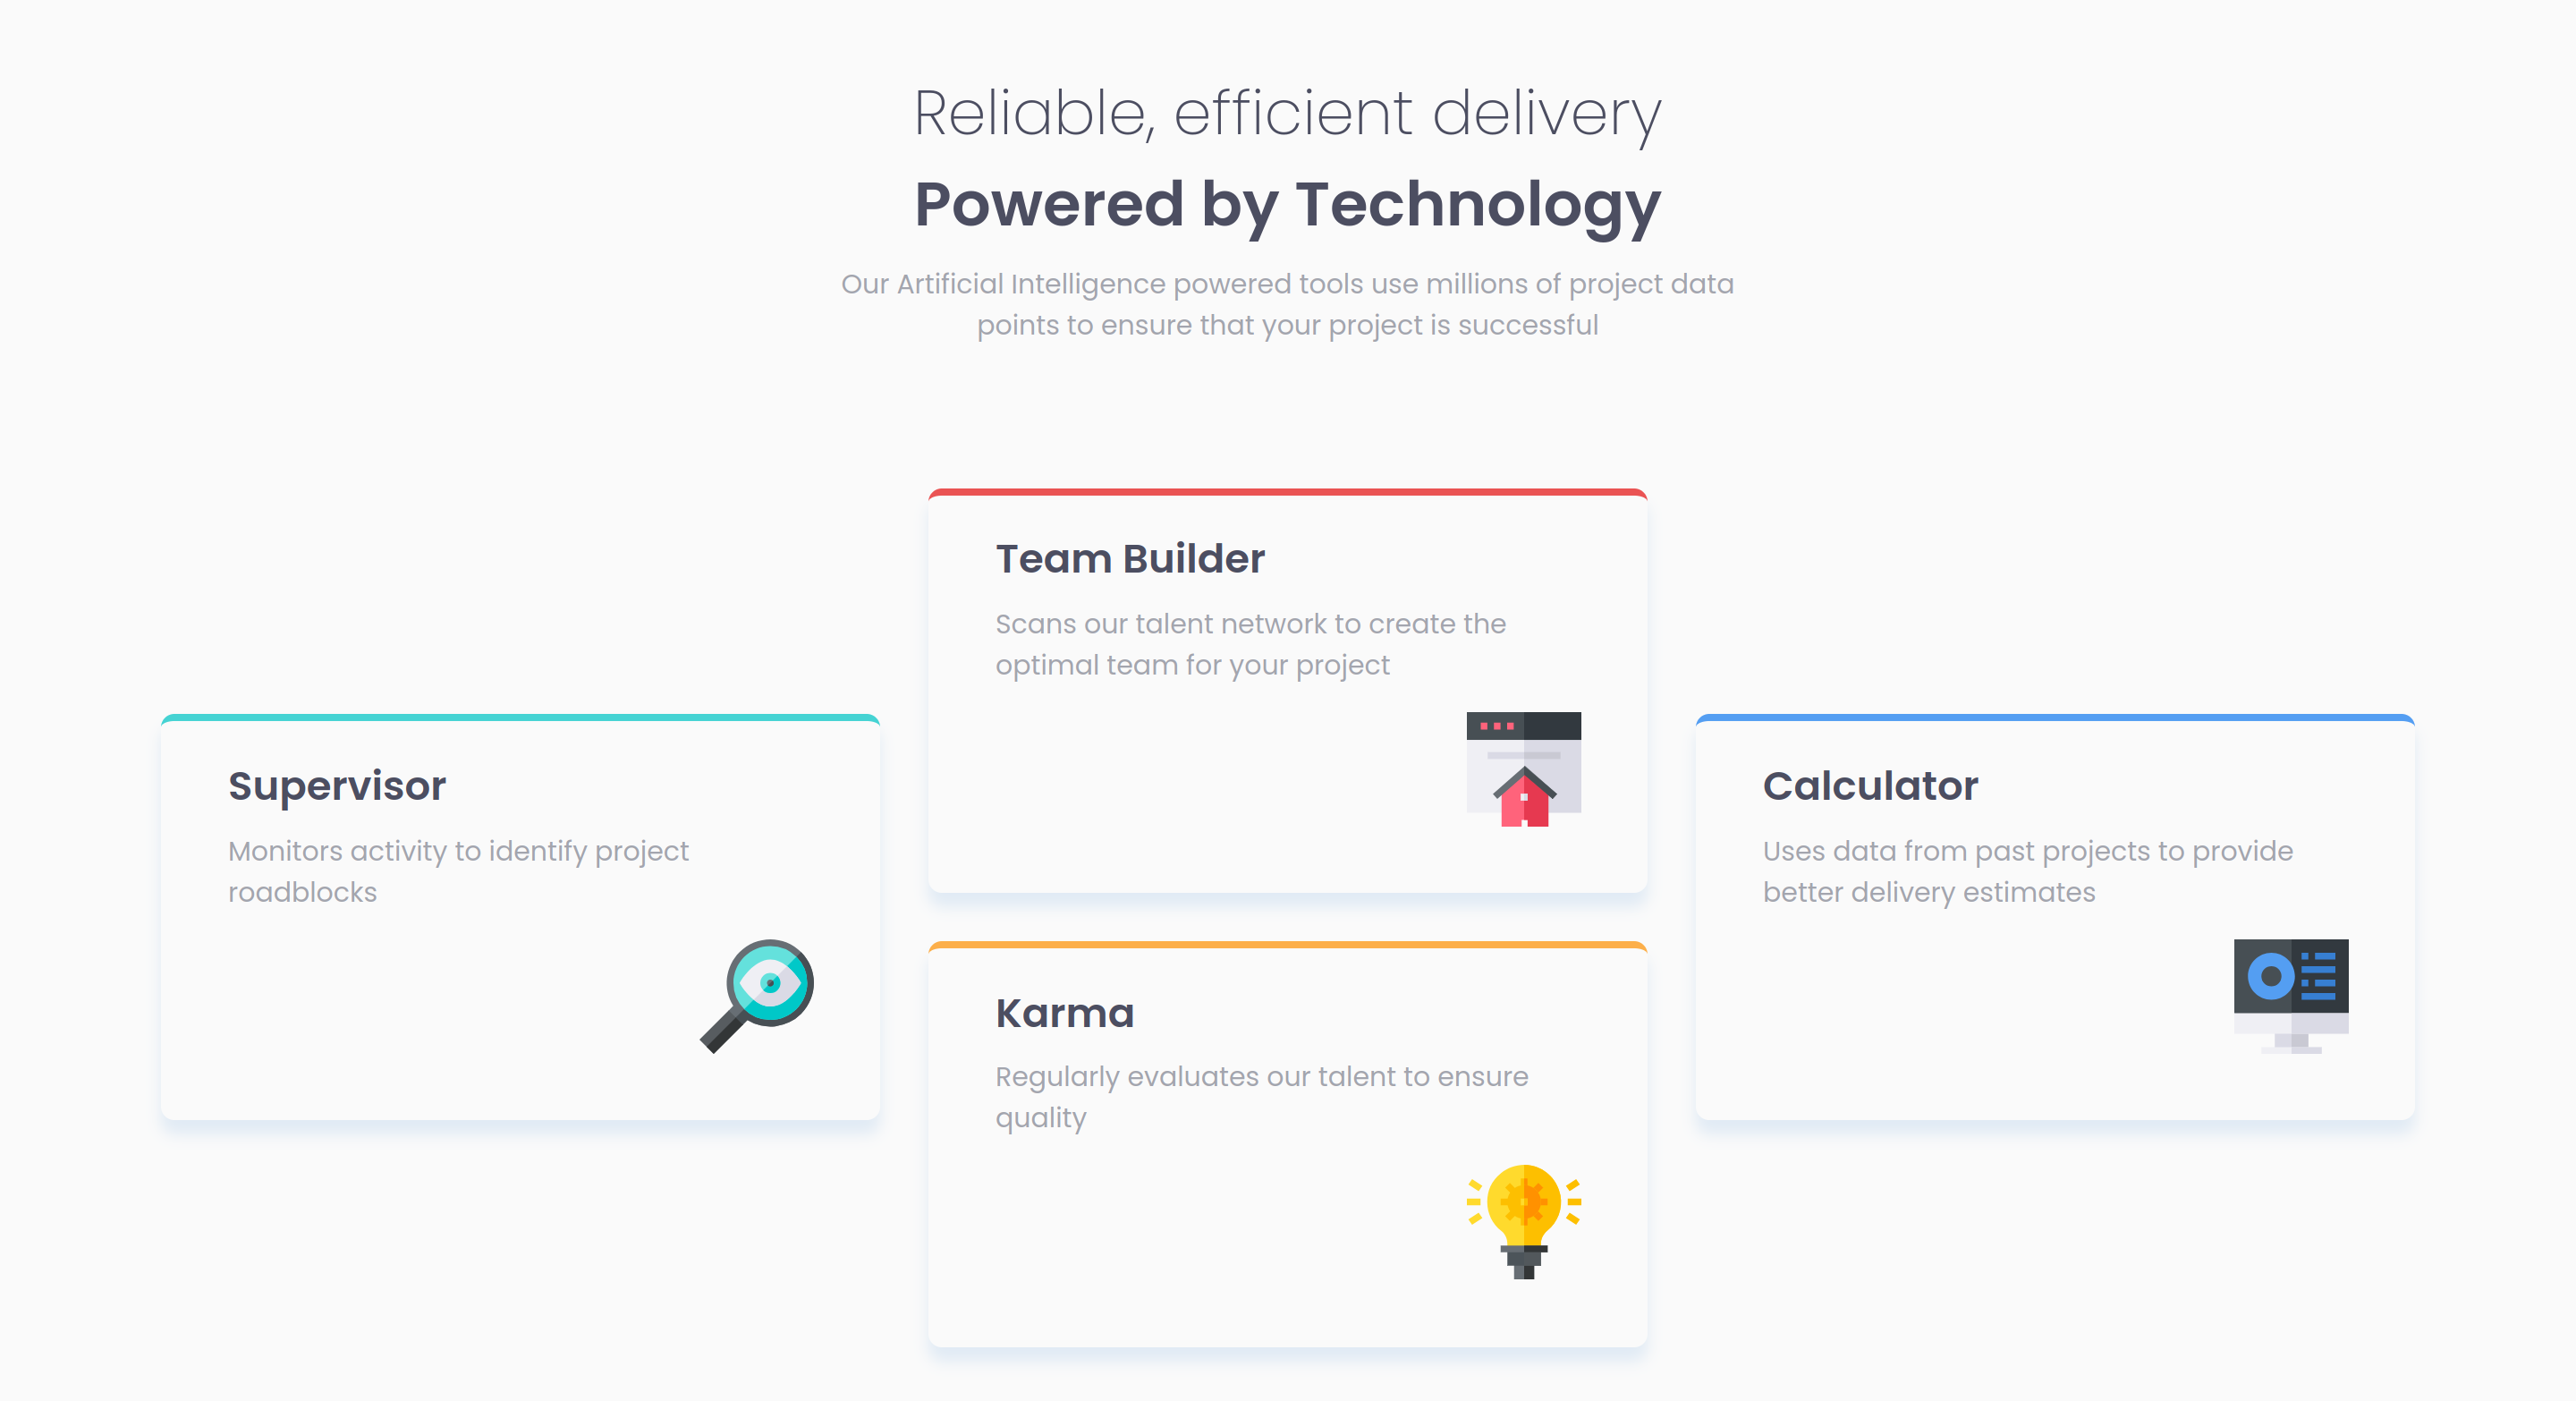 Reliable, efficient delivery
Powered by Technology
Our Artificial Intelligence powered tools use millions of project data
points to ensure that your project is successful
Supervisor
Monitors activity to identify project
roadblocks
Team Builder
Scans our talent network to create the
optimal team for your project
Karma
Regularly evaluates our talent to ensure
quality
Calculator
Uses data from past projects to provide
better delivery estimates